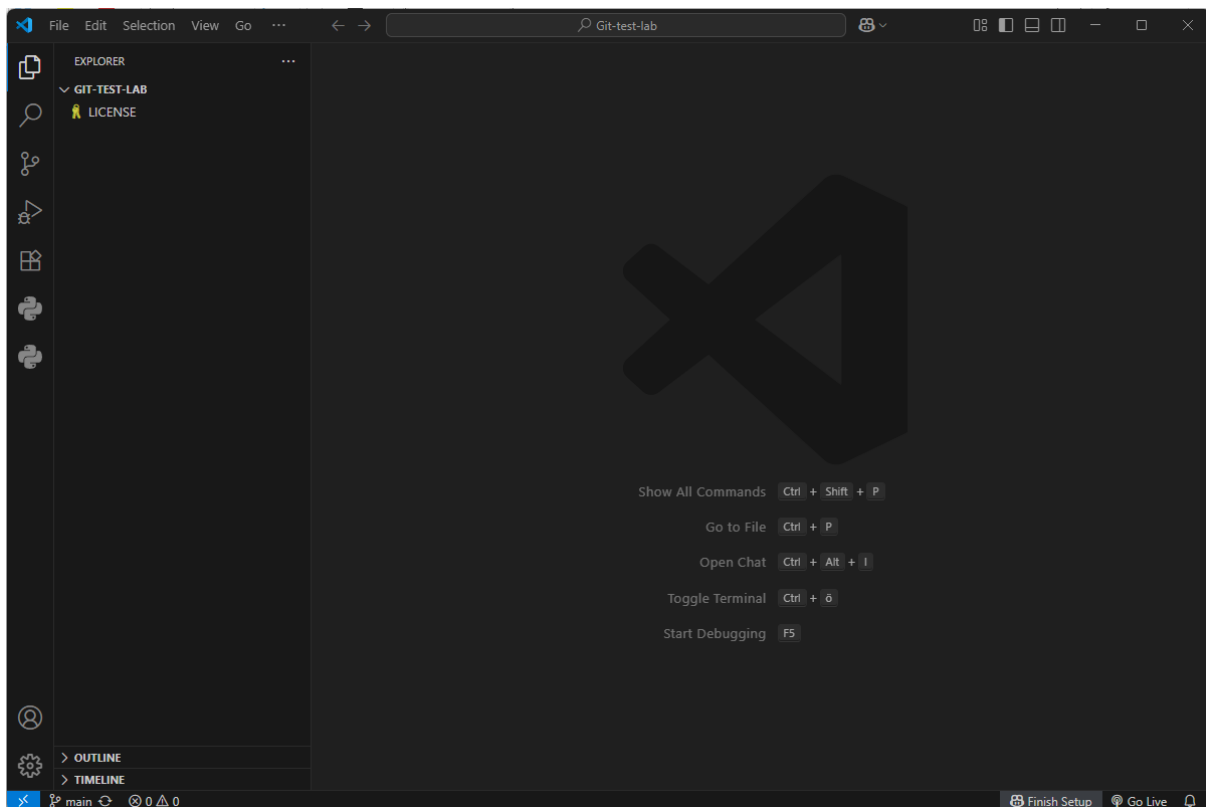 File Edit Selection View Go ··· Git-test-lab
EXPLORER ···
GIT-TEST-LAB
LICENSE
Show All Commands Ctrl + Shift + P
Go to File Ctrl + P
Open Chat Ctrl + Alt + I
Toggle Terminal Ctrl + ö
Start Debugging F5
OUTLINE
TIMELINE
main 0 0 Finish Setup Go Live